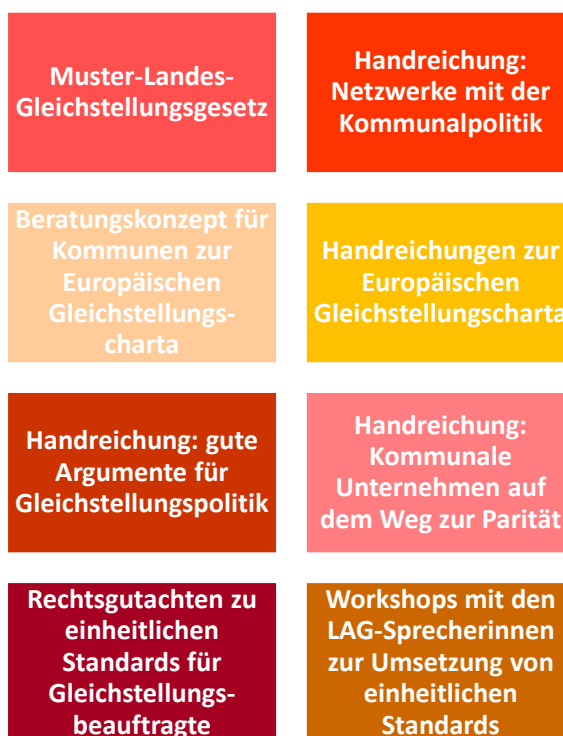 Muster-Landes-
Gleichstellungsgesetz
Handreichung:
Netzwerke mit der
Kommunalpolitik
Beratungskonzept für
Kommunen zur
Europäischen
Gleichstellungs-
charta
Handreichungen zur
Europäischen
Gleichstellungscharta
Handreichung: gute
Argumente für
Gleichstellungspolitik
Handreichung:
Kommunale
Unternehmen auf
dem Weg zur Parität
Rechtsgutachten zu
einheitlichen
Standards für
Gleichstellungs-
beauftragte
Workshops mit den
LAG-Sprecherinnen
zur Umsetzung von
einheitlichen
Standards